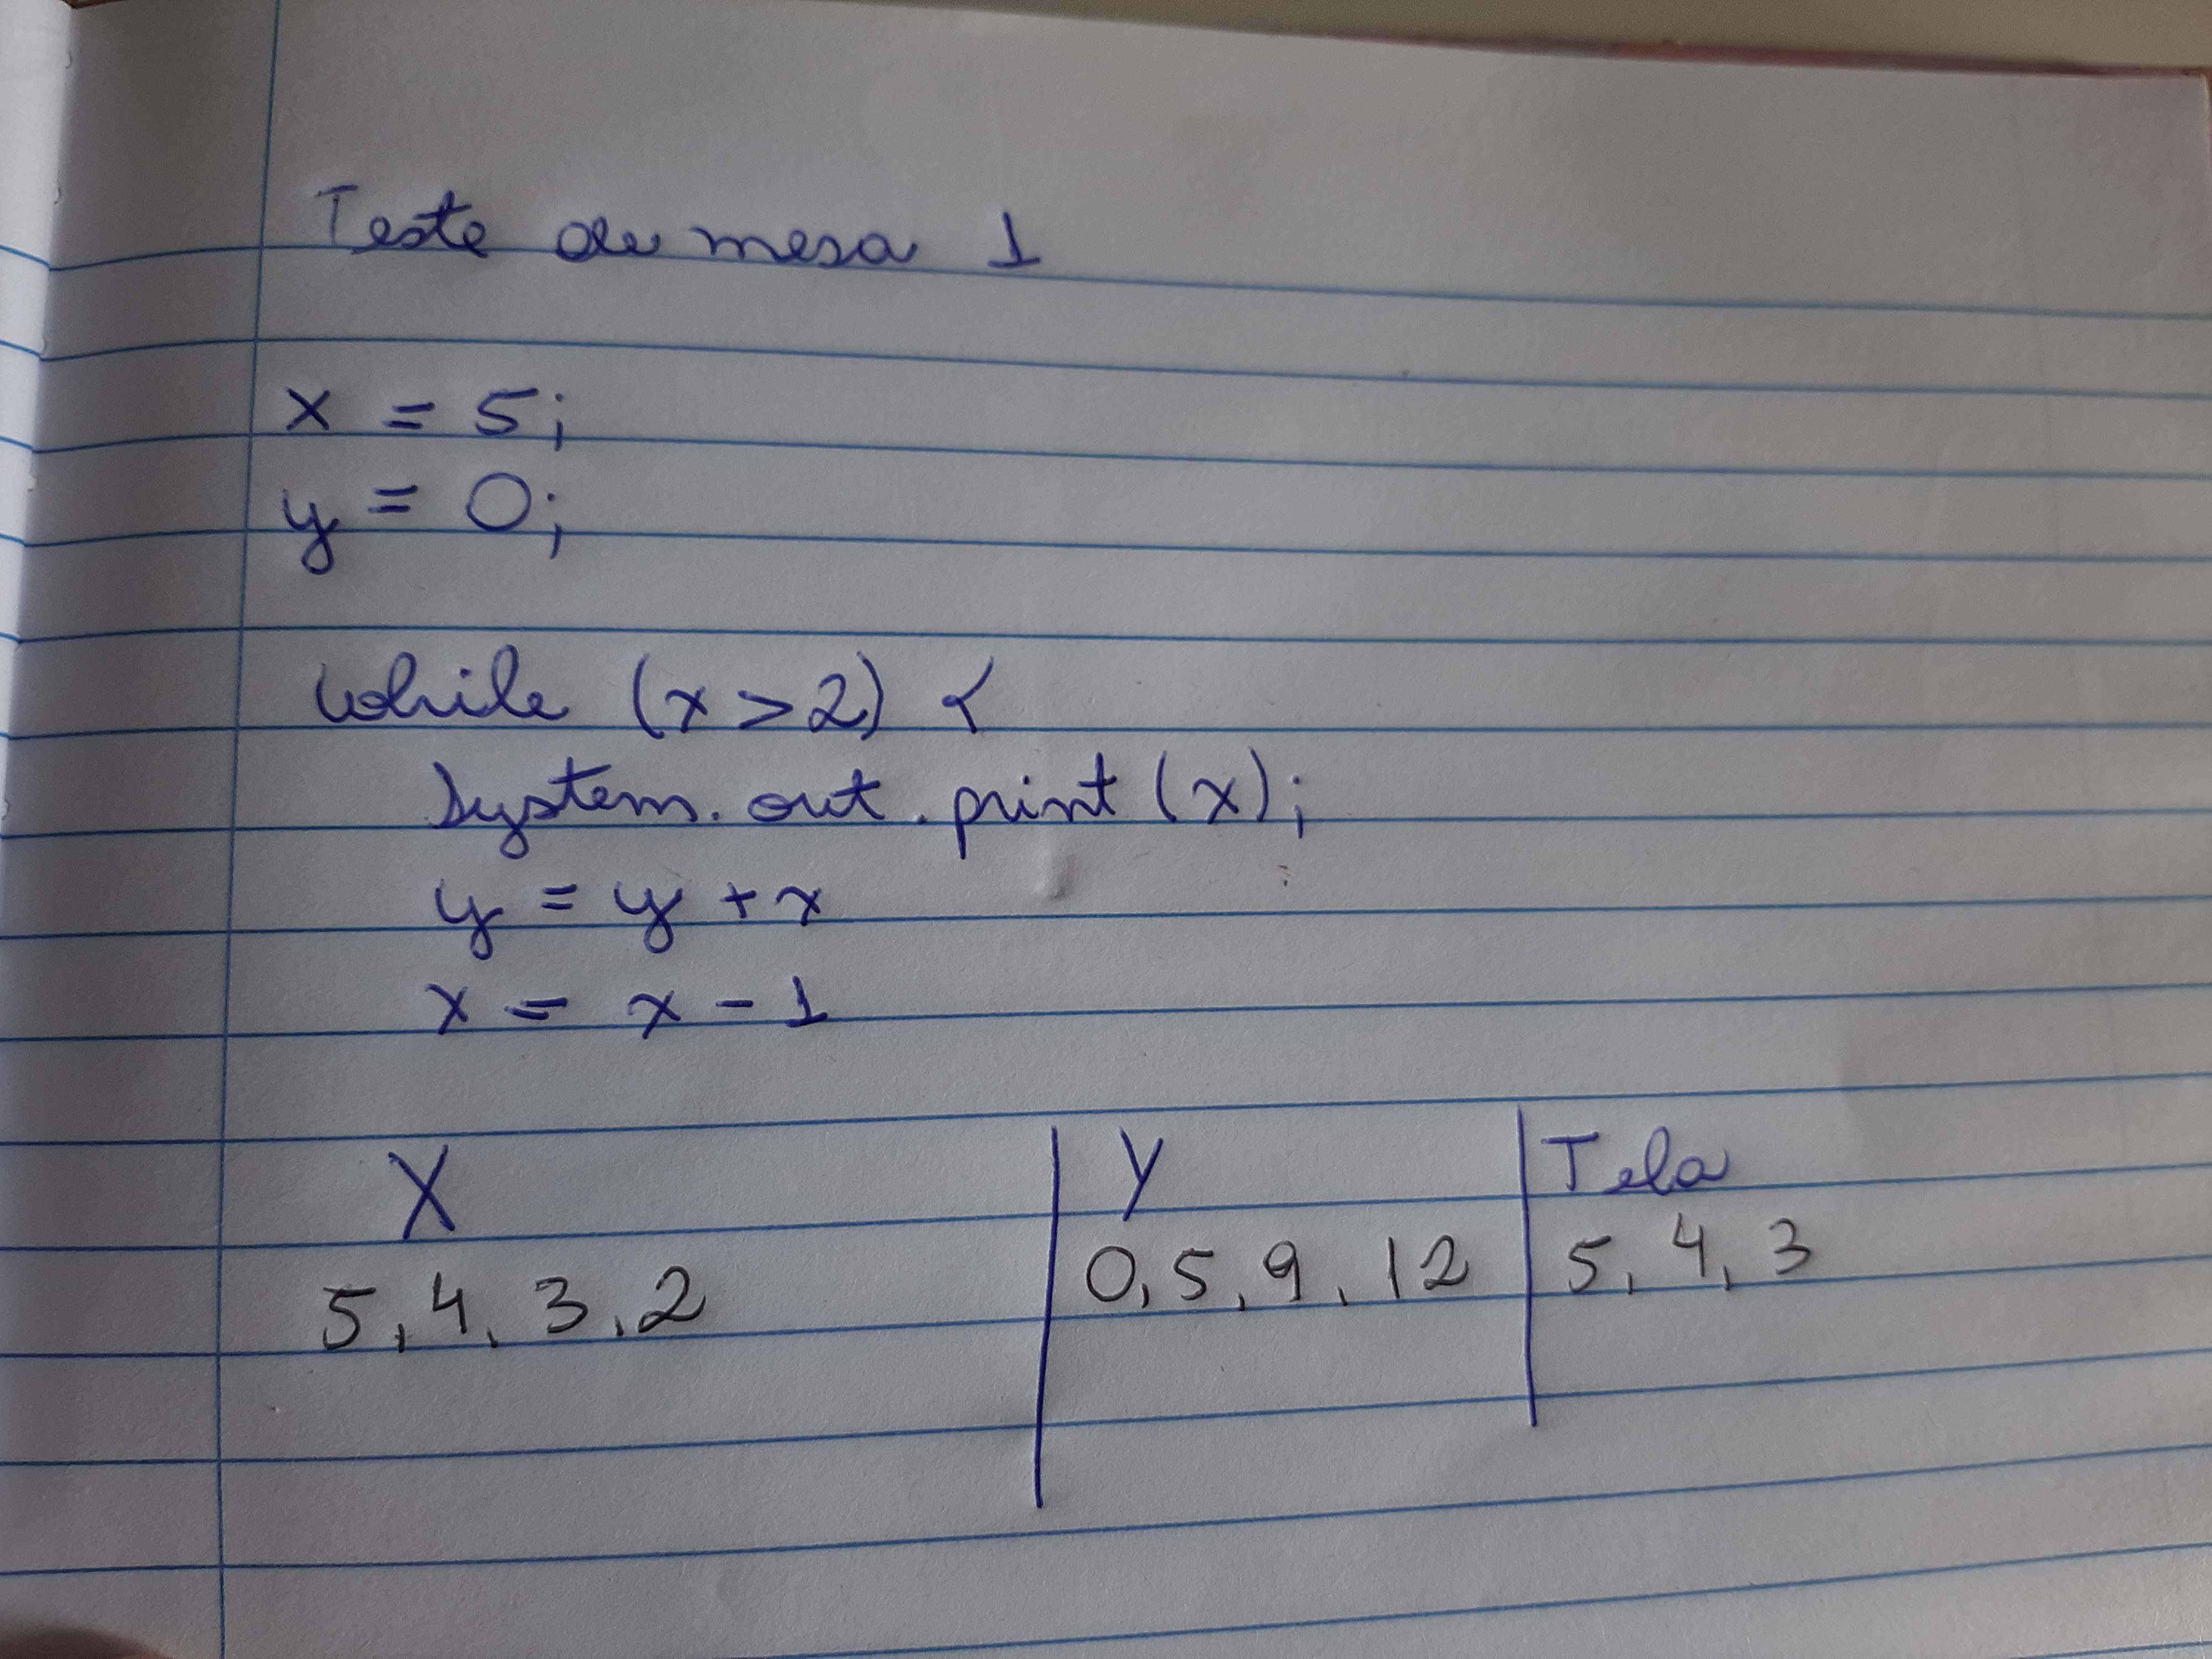 Teste de mesa 1
x = 5;
y = 0;
while (x > 2) {
System.out.print(x);
y = y + x
x = x - 1
X Y Tela
5, 4, 3, 2 0, 5, 9, 12 5, 4, 3